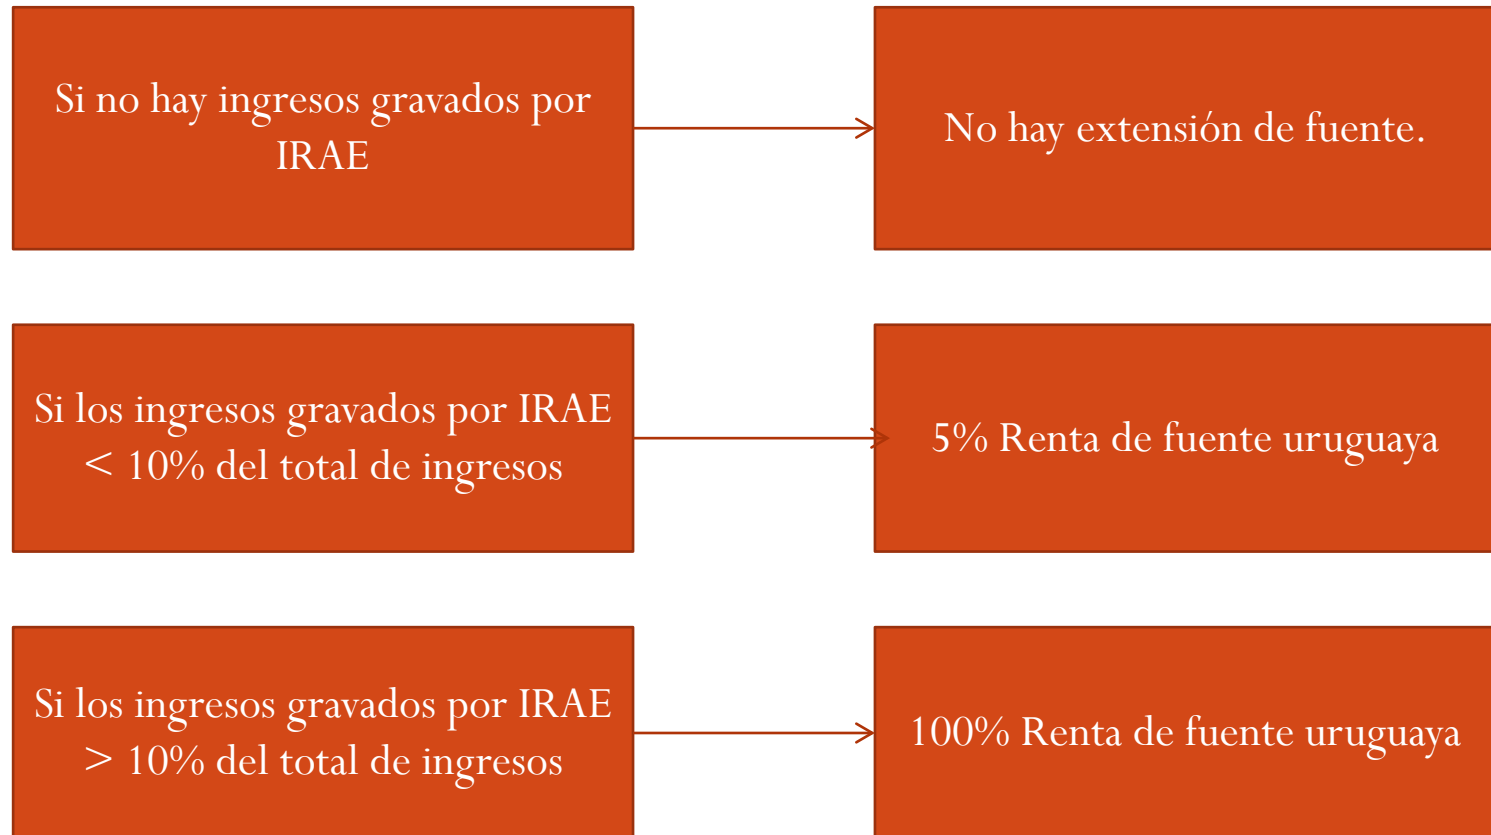 Si no hay ingresos gravados por
IRAE
No hay extensión de fuente.
Si los ingresos gravados por IRAE
< 10% del total de ingresos
5% Renta de fuente uruguaya
Si los ingresos gravados por IRAE
> 10% del total de ingresos
100% Renta de fuente uruguaya